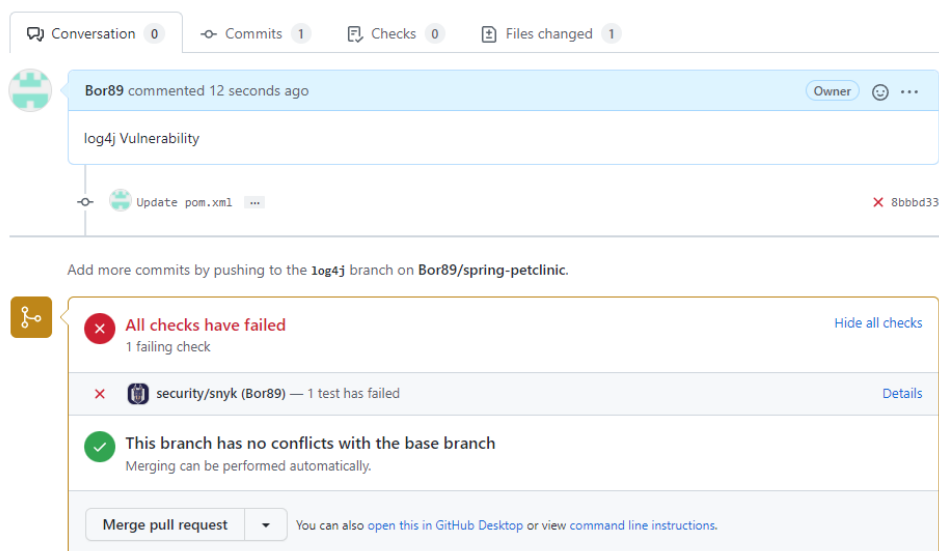 Conversation 0 Commits 1 Checks 0 Files changed 1
Bor89 commented 12 seconds ago Owner ...
log4j Vulnerability
Update pom.xml ... 8bbbd33
Add more commits by pushing to the log4j branch on Bor89/spring-petclinic.
All checks have failed Hide all checks
1 failing check
security/snyk (Bor89) — 1 test has failed Details
This branch has no conflicts with the base branch
Merging can be performed automatically.
Merge pull request You can also open this in GitHub Desktop or view command line instructions.